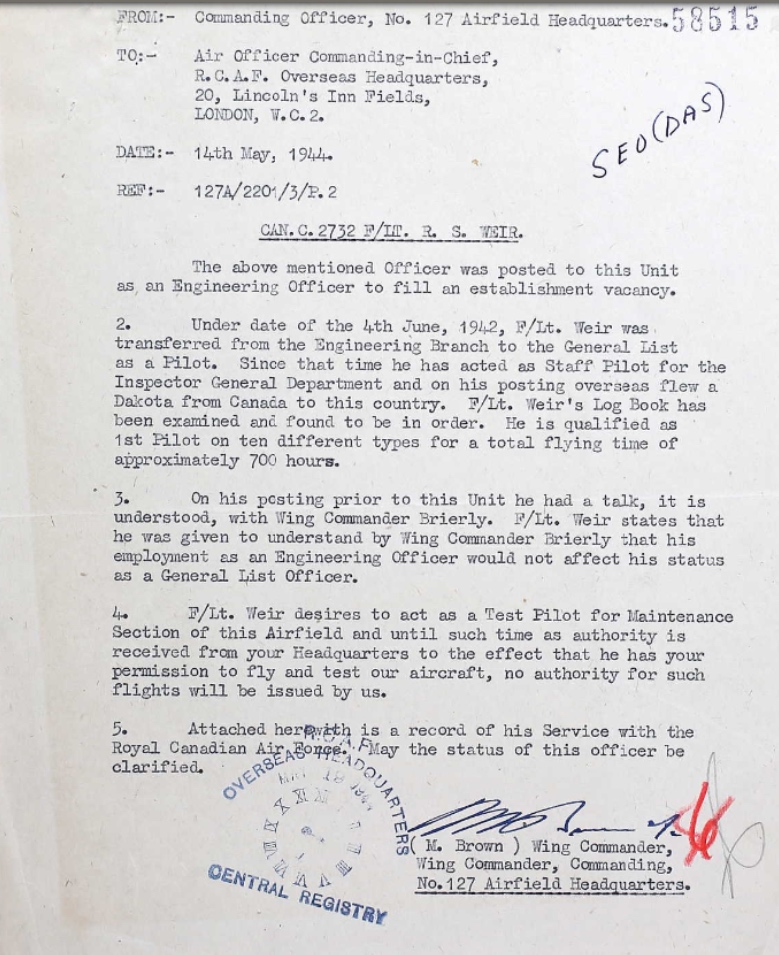 FROM:- Commanding Officer, No. 127 Airfield Headquarters. 58515
TO:- Air Officer Commanding-in-Chief,
R.C.A.F. Overseas Headquarters,
20, Lincoln's Inn Fields,
LONDON, W.C.2.
SEO (DAS)
DATE:- 14th May, 1944.
REF:- 127A/2201/3/P.2
CAN.C.2732 F/LT. R. S. WEIR.
The above mentioned Officer was posted to this Unit
as an Engineering Officer to fill an establishment vacancy.
2. Under date of the 4th June, 1942, F/Lt. Weir was
transferred from the Engineering Branch to the General List
as a Pilot. Since that time he has acted as Staff Pilot for the
Inspector General Department and on his posting overseas flew a
Dakota from Canada to this country. F/Lt. Weir's Log Book has
been examined and found to be in order. He is qualified as
1st Pilot on ten different types for a total flying time of
approximately 700 hours.
3. On his posting prior to this Unit he had a talk, it is
understood, with Wing Commander Brierly. F/Lt. Weir states that
he was given to understand by Wing Commander Brierly that his
employment as an Engineering Officer would not affect his status
as a General List Officer.
4. F/Lt. Weir desires to act as a Test Pilot for Maintenance
Section of this Airfield and until such time as authority is
received from your Headquarters to the effect that he has your
permission to fly and test our aircraft, no authority for such
flights will be issued by us.
5. Attached herewith is a record of his Service with the
Royal Canadian Air Force. May the status of this officer be
clarified.
R.C.A.F.
OVERSEAS HEADQUARTERS
MAY 18 1944
CENTRAL REGISTRY
( M. Brown ) Wing Commander,
Wing Commander, Commanding,
No.127 Airfield Headquarters.